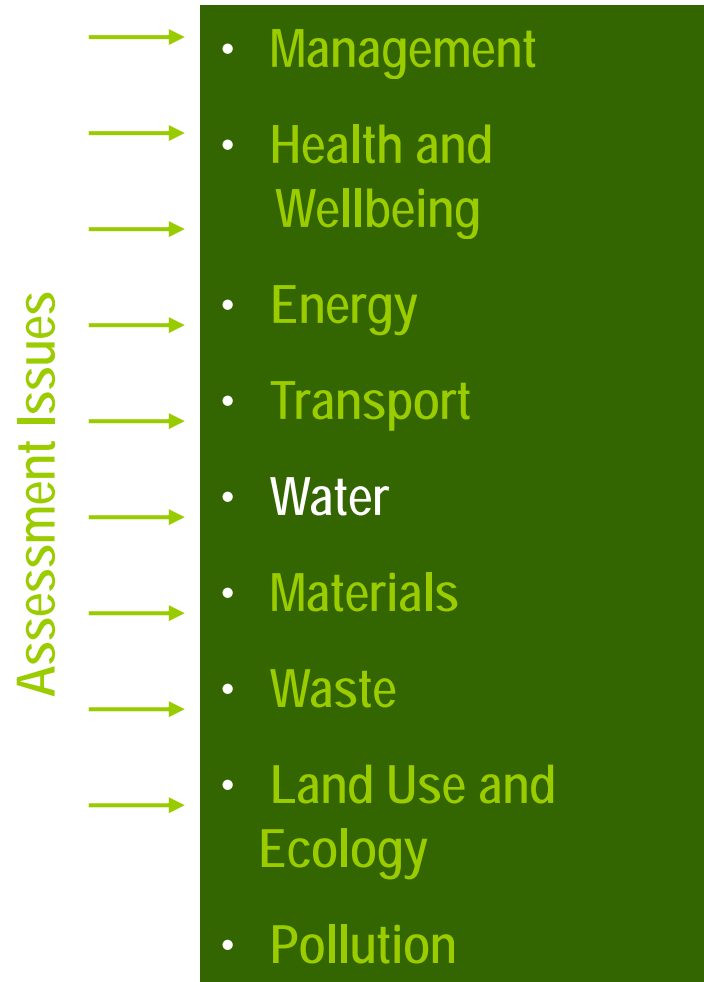 Assessment Issues
• Management
• Health and
Wellbeing
• Energy
• Transport
• Water
• Materials
• Waste
• Land Use and
Ecology
• Pollution